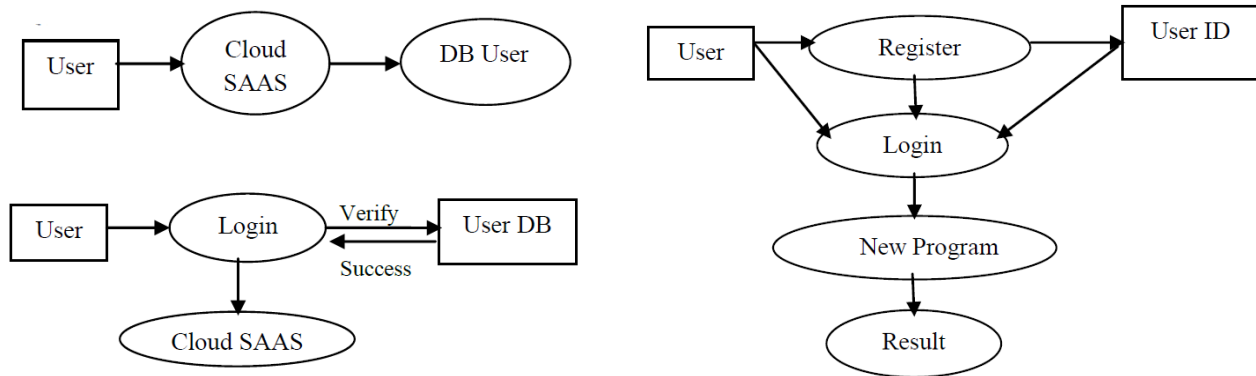 User
Cloud
SAAS
DB User
User
Login
Verify
Success
User DB
Cloud SAAS
User
Register
User ID
Login
New Program
Result